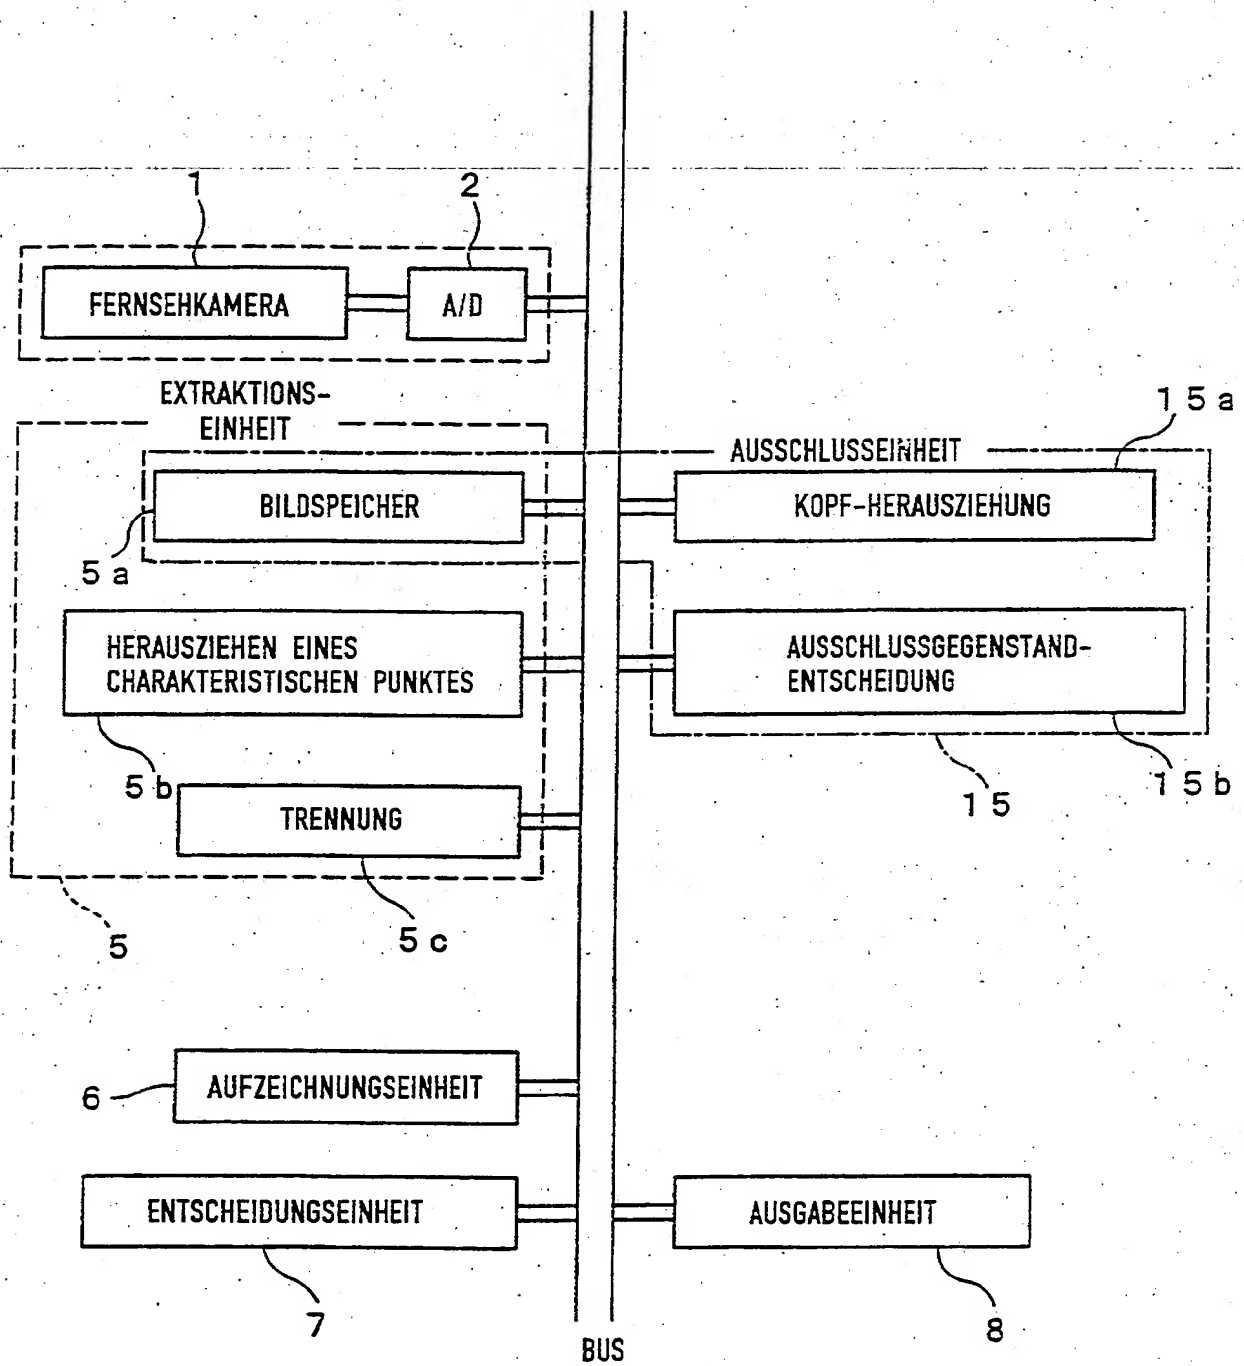 1
2
FERNSEHKAMERA
A/D
EXTRAKTIONS-
EINHEIT
15a
AUSSCHLUSSEINHEIT
BILDSPEICHER
KOPF-HERAUSZIEHUNG
5a
HERAUSZIEHEN EINES
CHARAKTERISTISCHEN PUNKTES
AUSSCHLUSSGEGENSTAND-
ENTSCHEIDUNG
5b
15
15b
TRENNUNG
5
5c
6
AUFZEICHNUNGSEINHEIT
ENTSCHEIDUNGSEINHEIT
AUSGABEEINHEIT
7
8
BUS